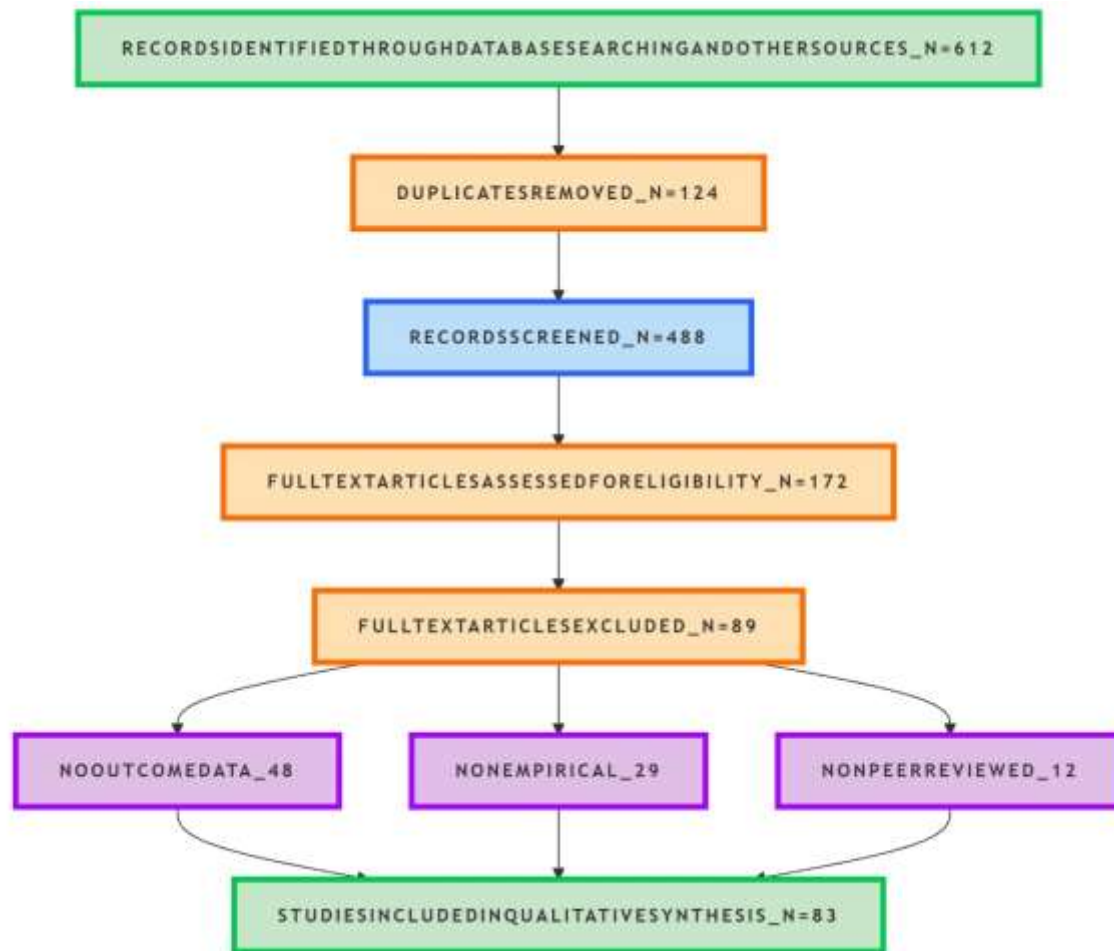 RECORDSIDENTIFIEDTHROUGHDATABASESEARCHINGANDOTHERSOURCES_N=612
DUPLICATESREMOVED_N=124
RECORDSSCREENED_N=488
FULLTEXTARTICLESASSESSEDFORELIGIBILITY_N=172
FULLTEXTARTICLESEXCLUDED_N=89
NOOUTCOMEDATA_48
NONEMPIRICAL_29
NONPEERREVIEWED_12
STUDIESINCLUDEDINQUALITATIVESYNTHESIS_N=83